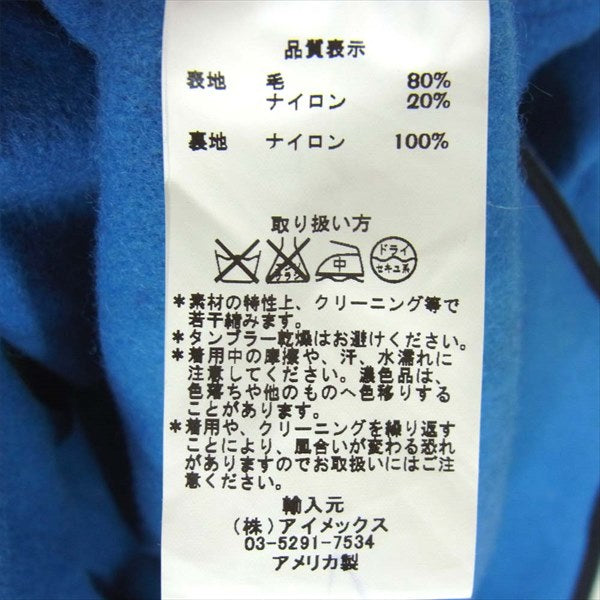 品質表示
表地 毛 80%
ナイロン 20%
裏地 ナイロン 100%
取り扱い方
エンソ サラシ 中 ドライ セキユ系
＊素材の特性上、クリーニング等で
若干縮みます。
＊タンブラー乾燥はお避けください。
＊着用中の摩擦や、汗、水濡れに
注意してください。濃色品は、
色落ちや他のものへ色移りする
ことがあります。
＊着用や、クリーニングを繰り返す
ことにより、風合いが変わる恐れ
がありますのでお取扱いにはご注
意ください。
輸入元
（株）アイメックス
03-5291-7534
アメリカ製